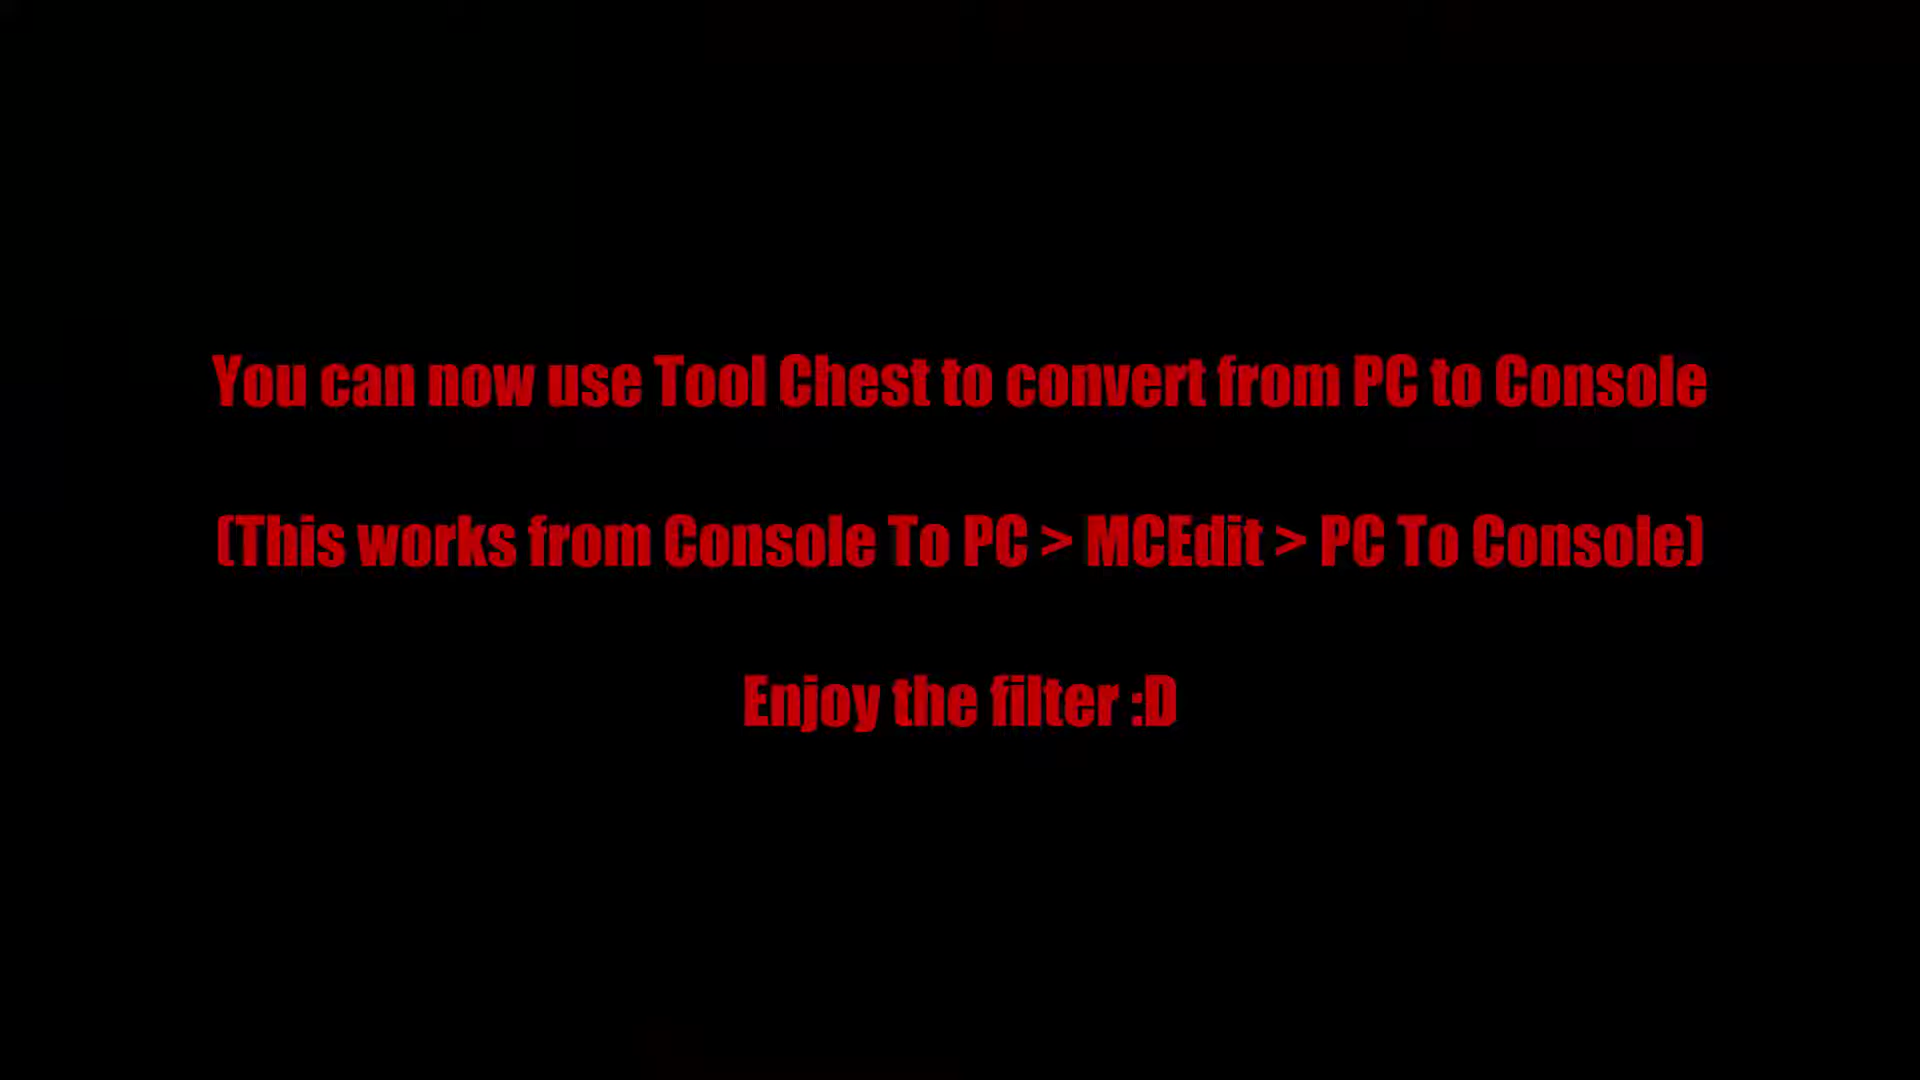 You can now use Tool Chest to convert from PC to Console
(This works from Console To PC > MCEdit > PC To Console)
Enjoy the filter :D